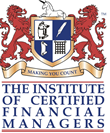 MAKING YOU COUNT
THE INSTITUTE
OF CERTIFIED
FINANCIAL
MANAGERS